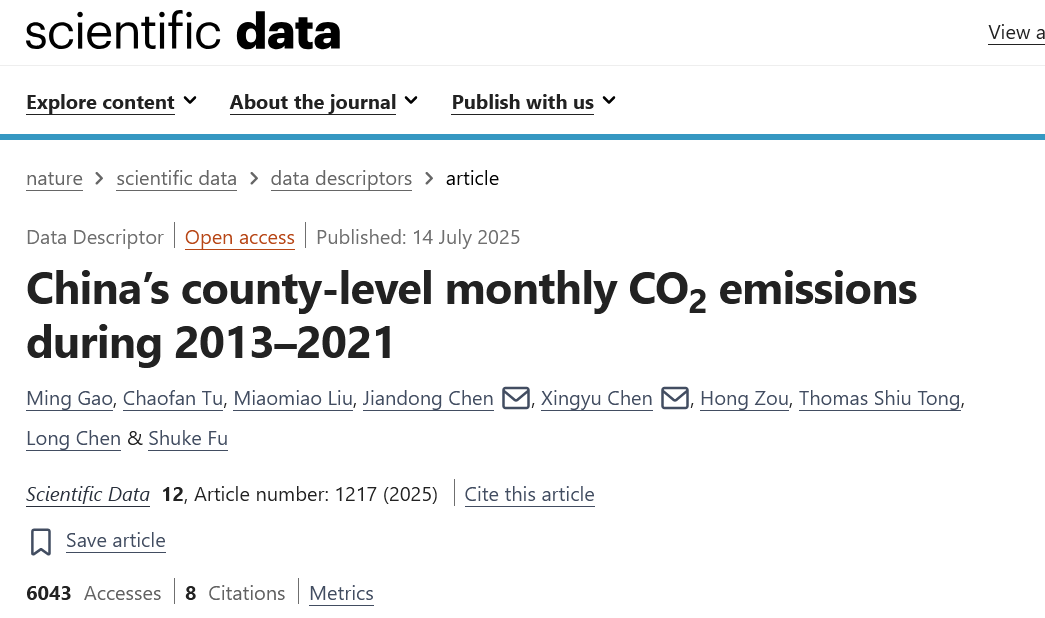 scientific data
View a
Explore content About the journal Publish with us
nature > scientific data > data descriptors > article
Data Descriptor | Open access | Published: 14 July 2025
China’s county-level monthly CO₂ emissions
during 2013–2021
Ming Gao, Chaofan Tu, Miaomiao Liu, Jiandong Chen, Xingyu Chen, Hong Zou, Thomas Shiu Tong,
Long Chen & Shuke Fu
Scientific Data 12, Article number: 1217 (2025) | Cite this article
Save article
6043 Accesses | 8 Citations | Metrics